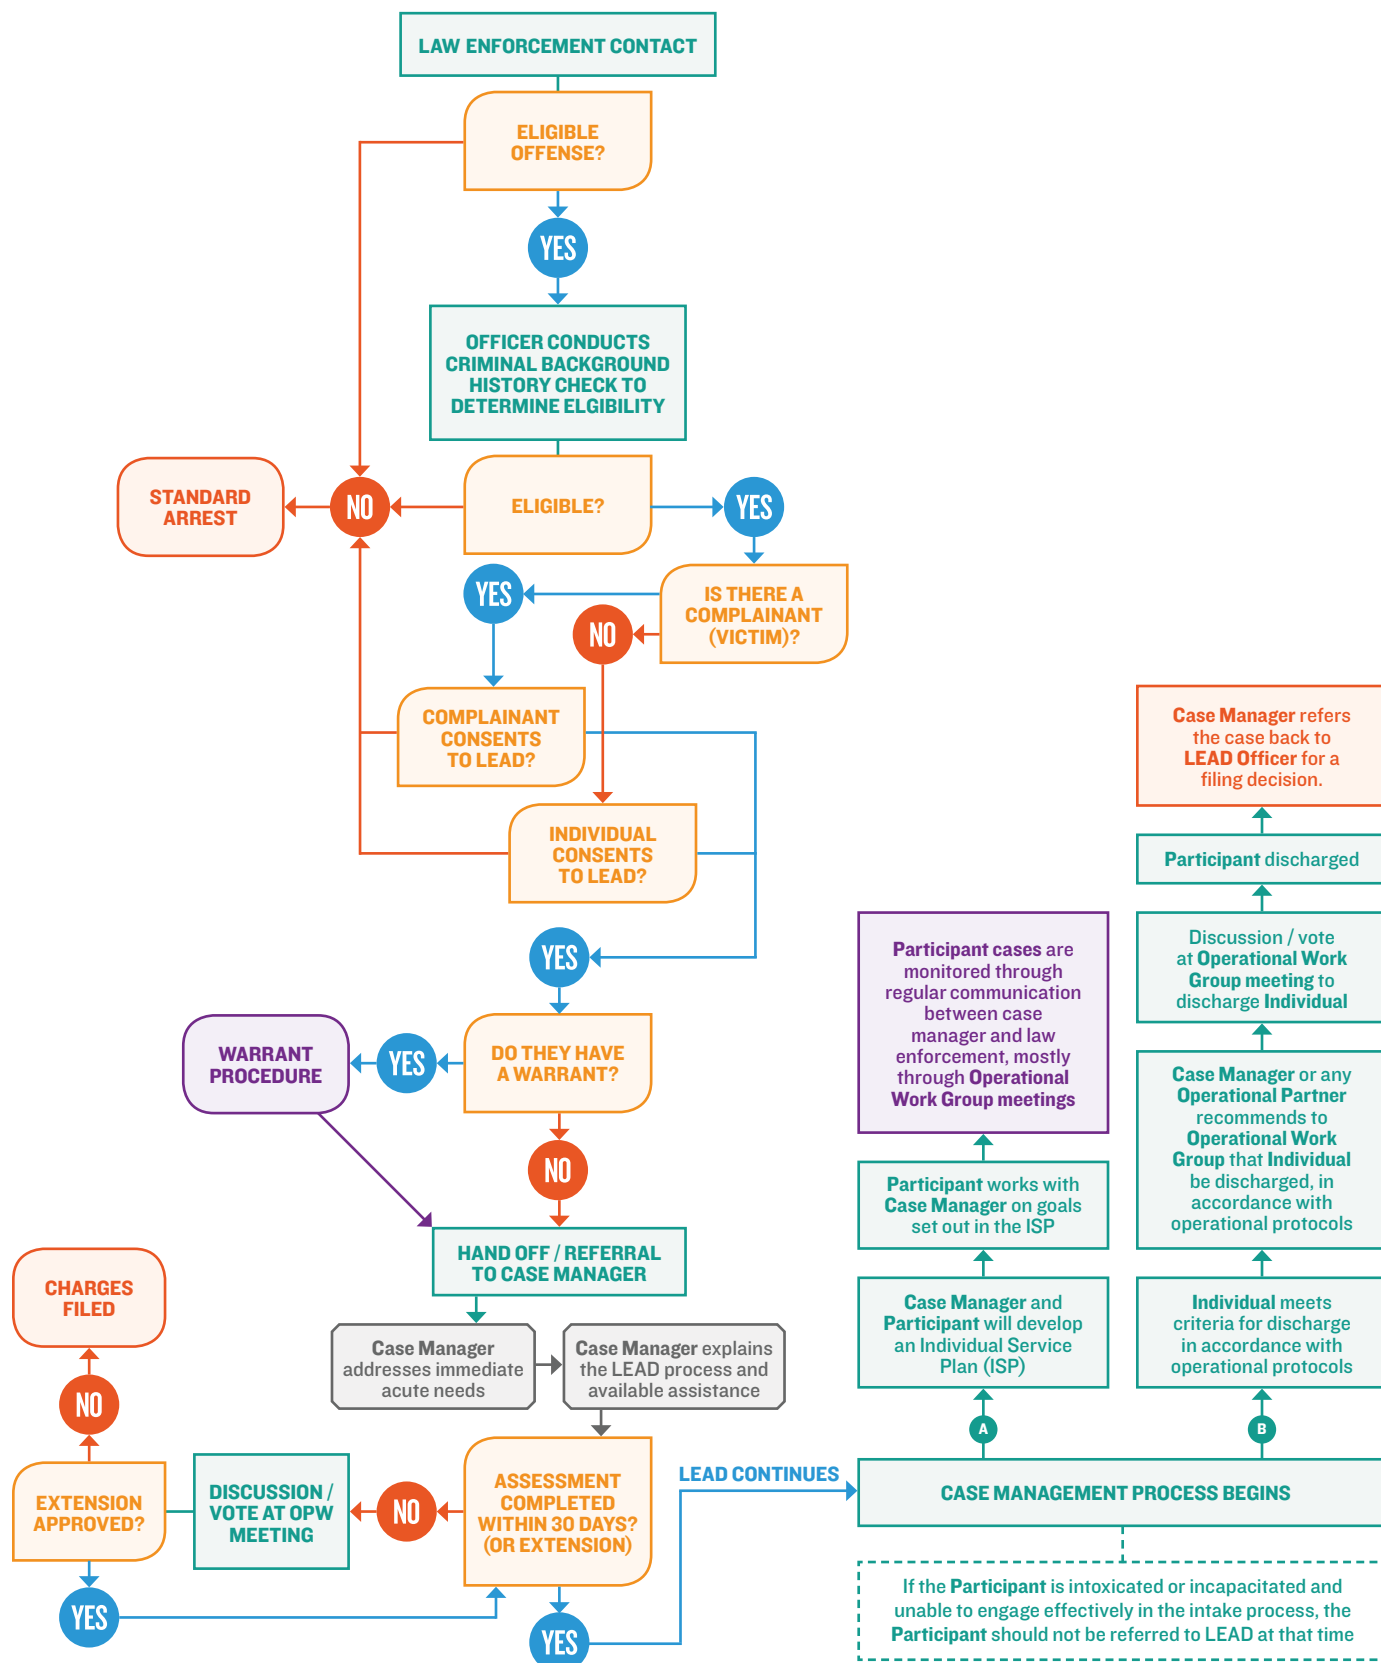 LAW ENFORCEMENT CONTACT
ELIGIBLE
OFFENSE?
YES
OFFICER CONDUCTS
CRIMINAL BACKGROUND
HISTORY CHECK TO
DETERMINE ELGIBILITY
STANDARD
ARREST
NO
ELIGIBLE?
YES
IS THERE A
COMPLAINANT
(VICTIM)?
YES
NO
COMPLAINANT
CONSENTS
TO LEAD?
INDIVIDUAL
CONSENTS
TO LEAD?
YES
DO THEY HAVE
A WARRANT?
YES
WARRANT
PROCEDURE
NO
HAND OFF / REFERRAL
TO CASE MANAGER
Case Manager
addresses immediate
acute needs
Case Manager explains
the LEAD process and
available assistance
ASSESSMENT
COMPLETED
WITHIN 30 DAYS?
(OR EXTENSION)
NO
DISCUSSION /
VOTE AT OPW
MEETING
EXTENSION
APPROVED?
NO
CHARGES
FILED
YES
YES
LEAD CONTINUES
CASE MANAGEMENT PROCESS BEGINS
If the Participant is intoxicated or incapacitated and
unable to engage effectively in the intake process, the
Participant should not be referred to LEAD at that time
A
Case Manager and
Participant will develop
an Individual Service
Plan (ISP)
Participant works with
Case Manager on goals
set out in the ISP
Participant cases are
monitored through
regular communication
between case
manager and law
enforcement, mostly
through Operational
Work Group meetings
B
Individual meets
criteria for discharge
in accordance with
operational protocols
Case Manager or any
Operational Partner
recommends to
Operational Work
Group that Individual
be discharged, in
accordance with
operational protocols
Discussion / vote
at Operational Work
Group meeting to
discharge Individual
Participant discharged
Case Manager refers
the case back to
LEAD Officer for a
filing decision.